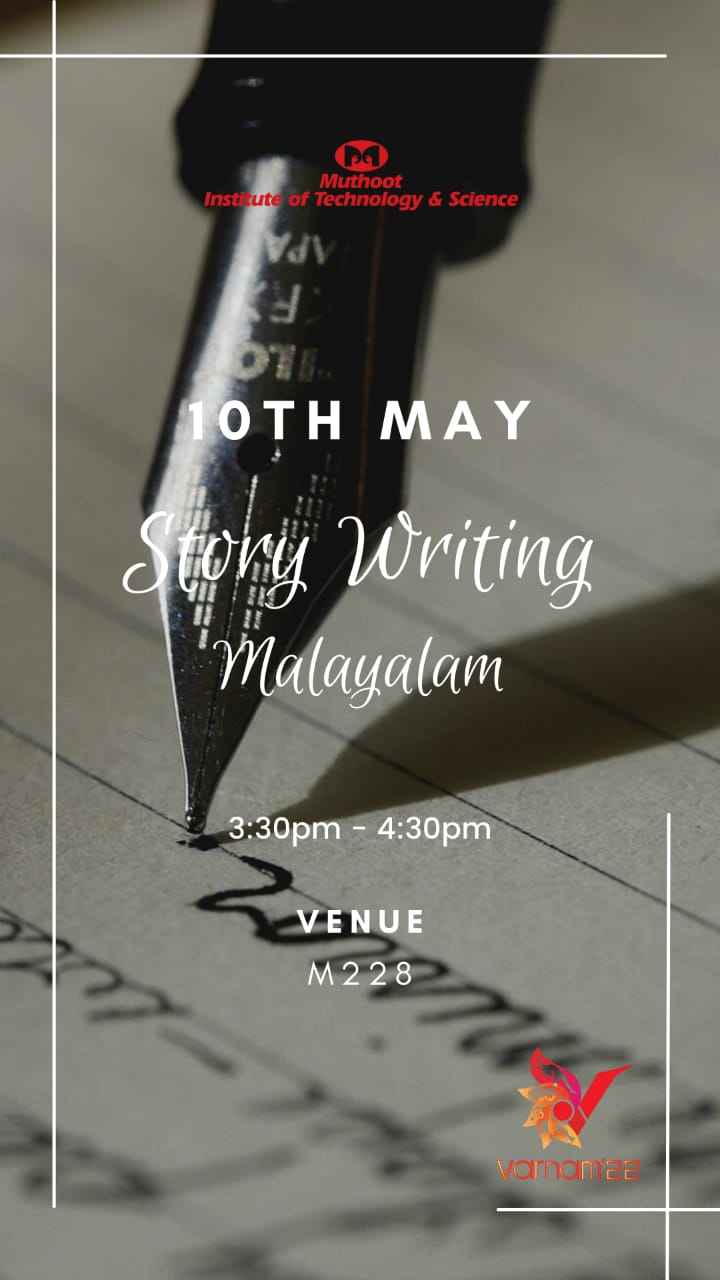 Muthoot
Institute of Technology & Science
10TH MAY
Story Writing
Malayalam
3:30pm - 4:30pm
VENUE
M228
varnam'22